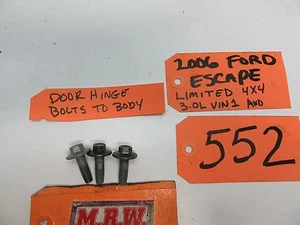 DOOR HINGE
BOLTS TO BODY
2006 FORD
ESCAPE
LIMITED 4X4
3.0L VIN 1 AWD
552
M.R.W.